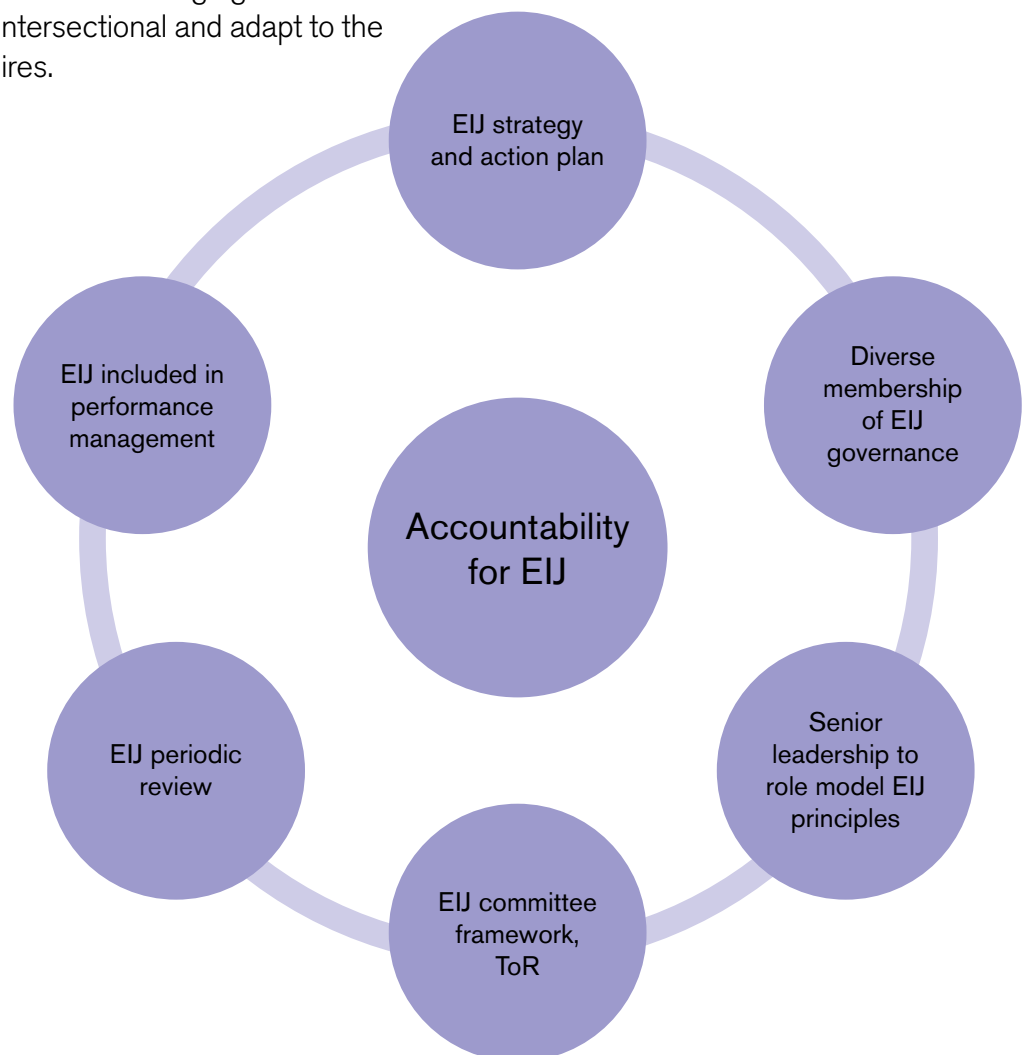 intersectional and adapt to the
ires.
EIJ strategy
and action plan
Diverse
membership
of EIJ
governance
Senior
leadership to
role model EIJ
principles
EIJ committee
framework,
ToR
EIJ periodic
review
EIJ included in
performance
management
Accountability
for EIJ